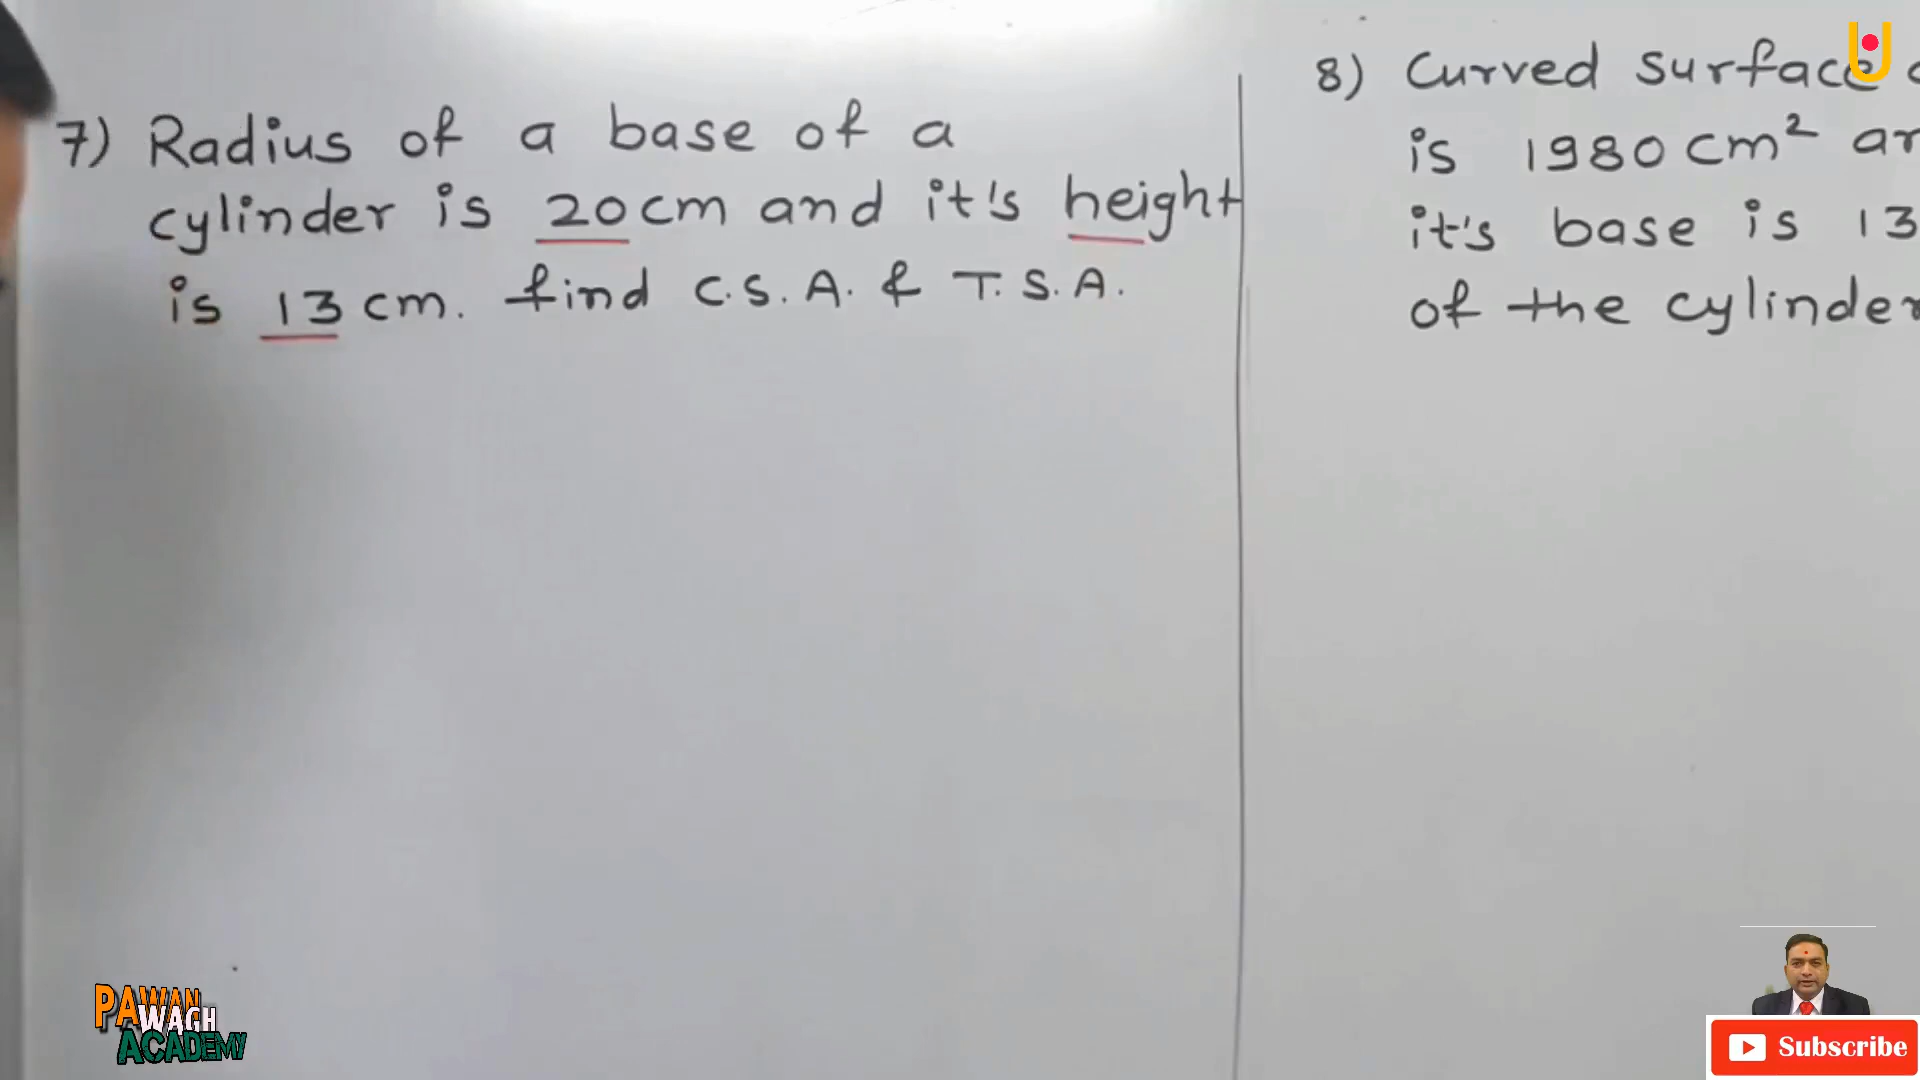 7) Radius of a base of a
cylinder is 20cm and it's height
is 13 cm. find C.S.A. & T.S.A.
8) Curved surface
is 1980 cm²
it's base is 13
of the cylinder
PAWAN
WAGH
ACADEMY
Subscribe